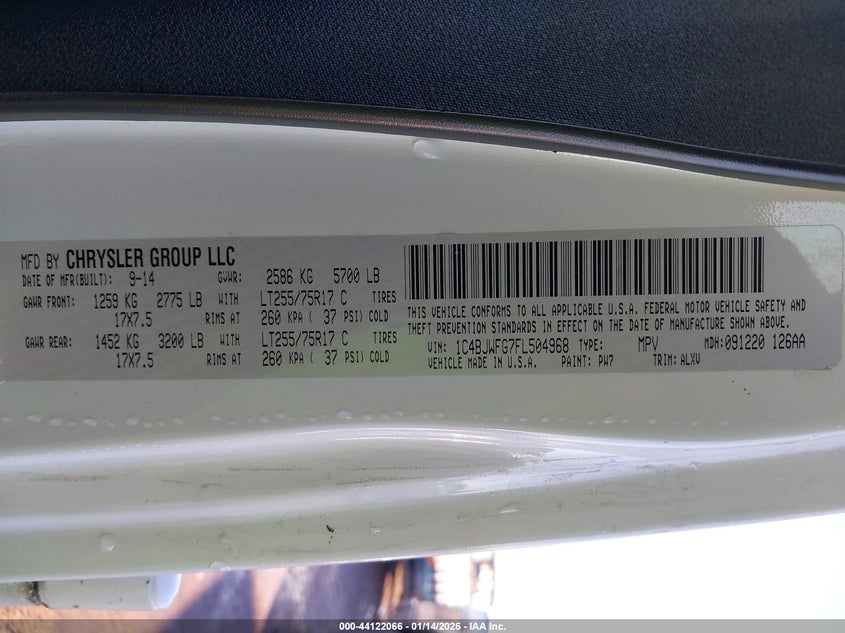 MFD BY CHRYSLER GROUP LLC
DATE OF MFR(BUILT): 9-14 GVWR: 2586 KG 5700 LB
GAWR FRONT: 1259 KG 2775 LB WITH LT255/75R17 C TIRES
17X7.5 RIMS AT 260 KPA ( 37 PSI) COLD
GAWR REAR: 1452 KG 3200 LB WITH LT255/75R17 C TIRES
17X7.5 RIMS AT 260 KPA ( 37 PSI) COLD
THIS VEHICLE CONFORMS TO ALL APPLICABLE U.S.A. FEDERAL MOTOR VEHICLE SAFETY AND
THEFT PREVENTION STANDARDS IN EFFECT ON THE DATE OF MANUFACTURE SHOWN ABOVE.
VIN: 1C4BJWFG7FL504968 TYPE: MPV MDH: 091220 126AA
VEHICLE MADE IN U.S.A. PAINT: PW7 TRIM: ALXV
000-44122066 - 01/14/2026 - IAA Inc.